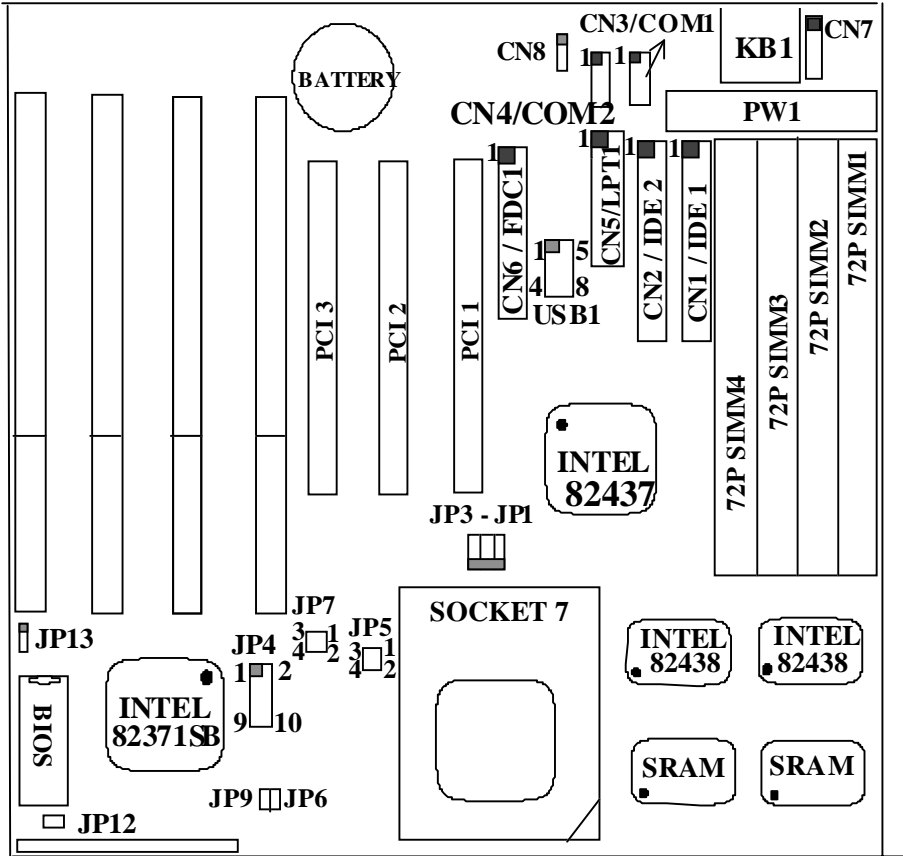 CN3/COM1
CN7
CN8
1
1
KB1
BATTERY
CN4/COM2
PW1
1
1
1
1
CN6 / FDC1
CN5/LPT1
CN2 / IDE 2
CN1 / IDE 1
72P SIMM4
72P SIMM3
72P SIMM2
72P SIMM1
1
5
4
8
USB1
PCI 3
PCI 2
PCI 1
INTEL
82437
JP3 - JP1
JP7
3
1
4
2
JP5
3
1
4
2
SOCKET 7
JP13
JP4
1
2
9
10
INTEL
82438
INTEL
82438
BIOS
INTEL
82371SB
SRAM
SRAM
JP9
JP6
JP12